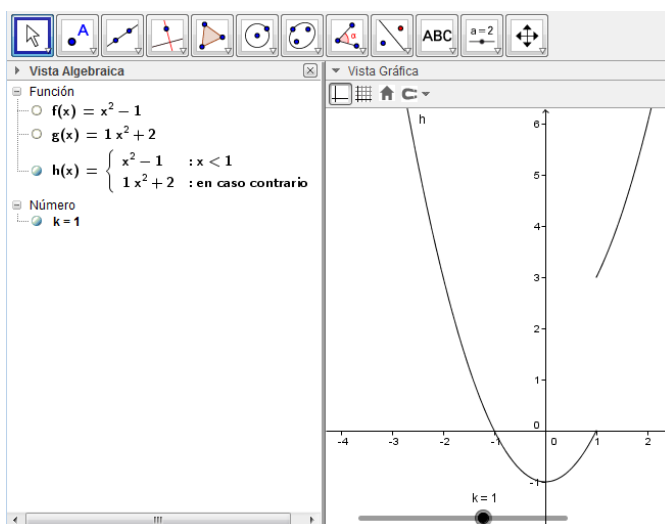 ABC
a=2
Vista Algebraica
Función
f(x) = x² − 1
g(x) = 1 x² + 2
h(x) = { x² − 1 : x < 1
1 x² + 2 : en caso contrario
Número
k = 1
Vista Gráfica
h
6
5
4
3
2
1
0
-4 -3 -2 -1 0 1 2
-1
k = 1
A
α